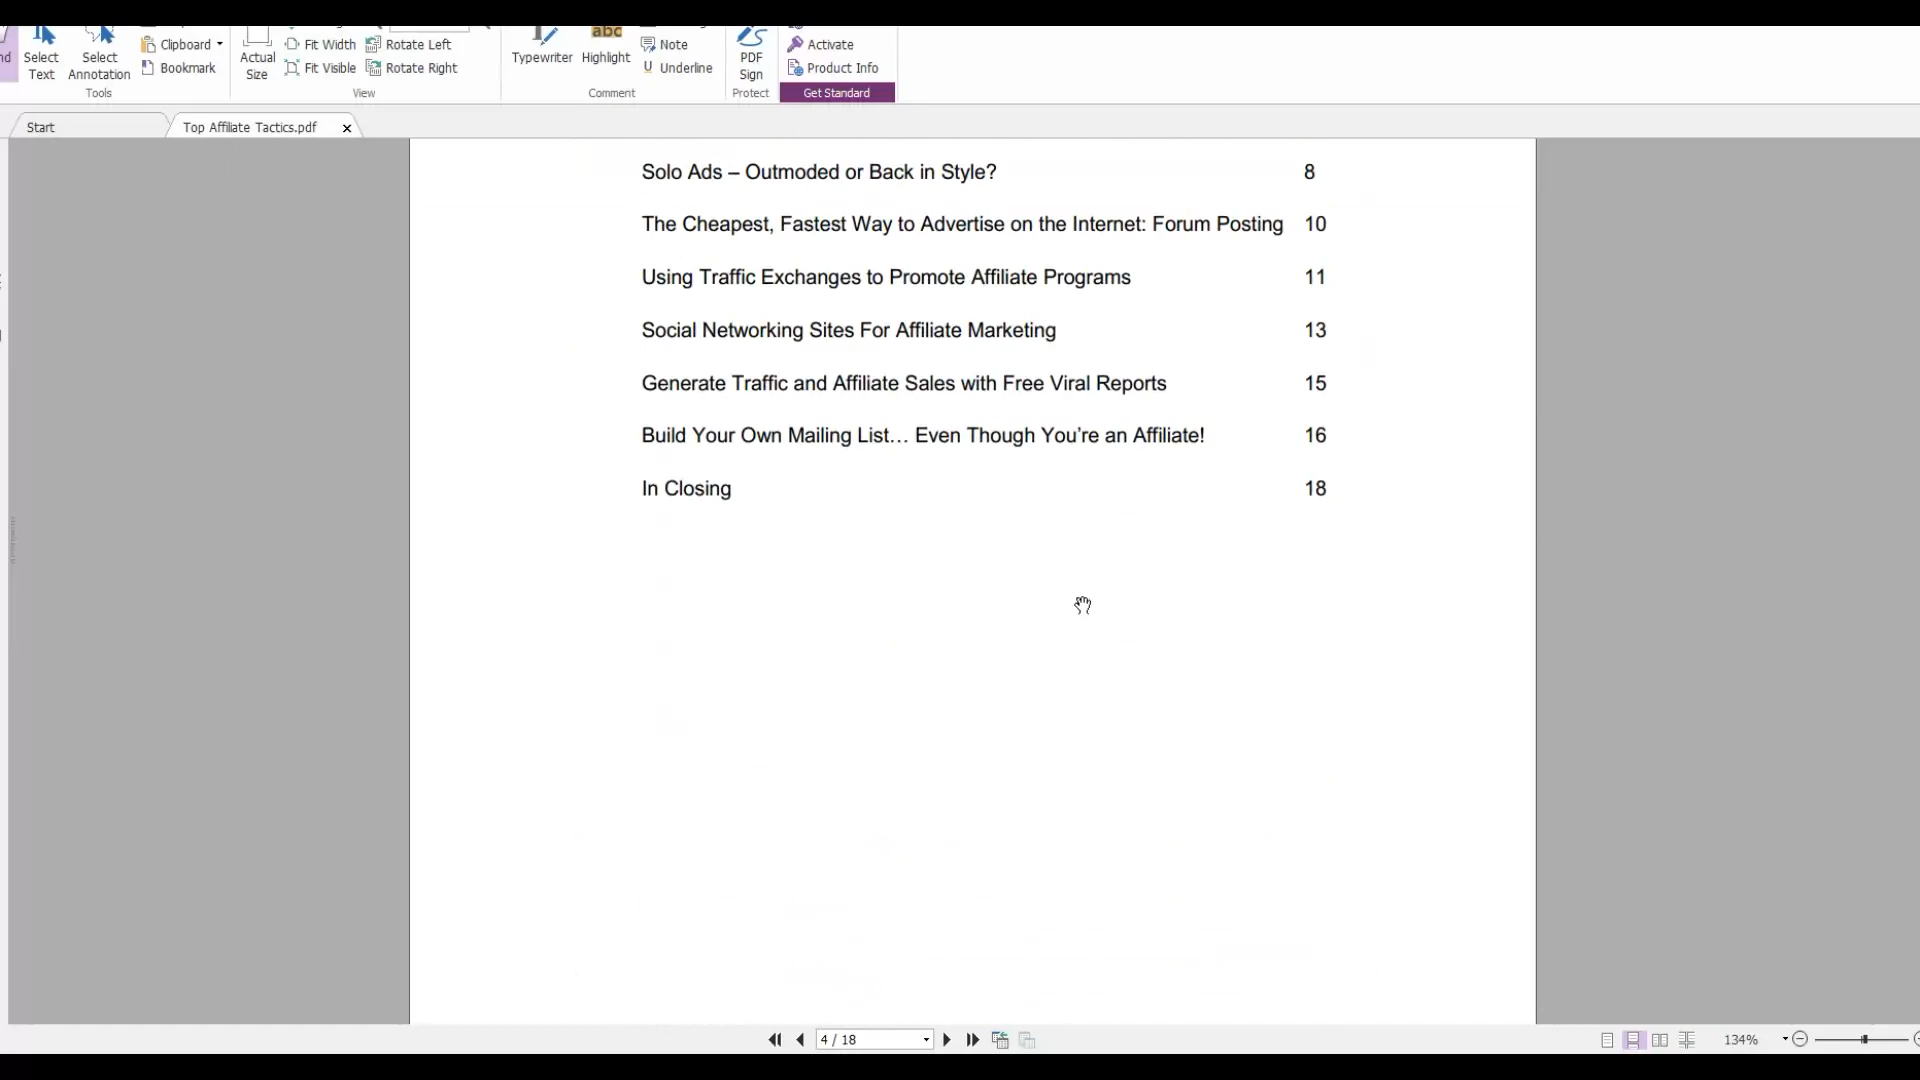 Clipboard
Fit Width
Rotate Left
Note
Activate
Select
Text
Select
Annotation
Bookmark
Actual
Size
Fit Visible
Rotate Right
Typewriter
abc
Highlight
U Underline
PDF
Sign
Product Info
Tools
View
Comment
Protect
Get Standard
Start
Top Affiliate Tactics.pdf
Solo Ads – Outmoded or Back in Style? 8
The Cheapest, Fastest Way to Advertise on the Internet: Forum Posting 10
Using Traffic Exchanges to Promote Affiliate Programs 11
Social Networking Sites For Affiliate Marketing 13
Generate Traffic and Affiliate Sales with Free Viral Reports 15
Build Your Own Mailing List… Even Though You’re an Affiliate! 16
In Closing 18
4 / 18
134%